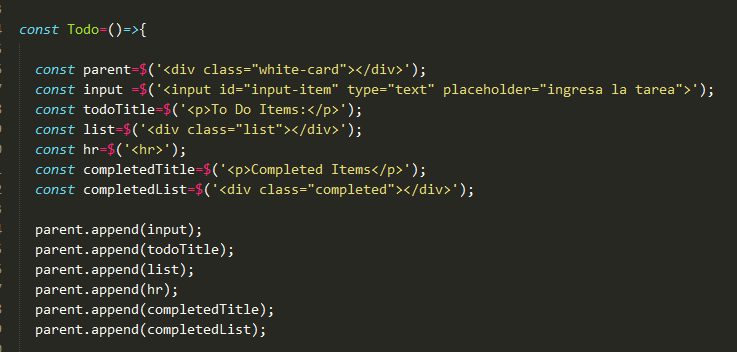 const Todo=()=>{
const parent=$('<div class="white-card"></div>');
const input =$('<input id="input-item" type="text" placeholder="ingresa la tarea">');
const todoTitle=$('<p>To Do Items:</p>');
const list=$('<div class="list"></div>');
const hr=$('<hr>');
const completedTitle=$('<p>Completed Items</p>');
const completedList=$('<div class="completed"></div>');
parent.append(input);
parent.append(todoTitle);
parent.append(list);
parent.append(hr);
parent.append(completedTitle);
parent.append(completedList);